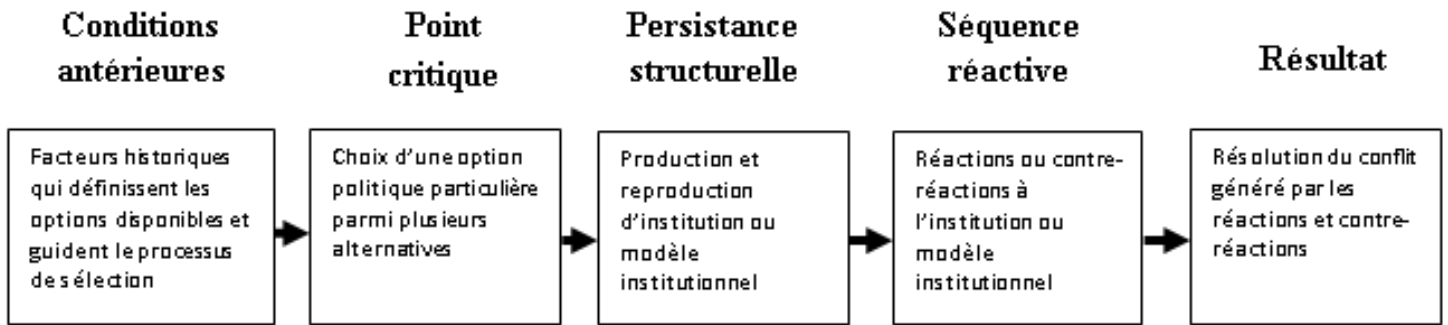 Conditions
antérieures
Point
critique
Persistance
structurelle
Séquence
réactive
Résultat
Facteurs historiques
qui définissent les
options disponibles et
guident le processus
de sélection
Choix d'une option
politique particulière
parmi plusieurs
alternatives
Production et
reproduction
d'institution ou
modèle
institutionnel
Réactions ou contre-
réactions à
l'institution ou
modèle
institutionnel
Résolution du conflit
généré par les
réactions et contre-
réactions